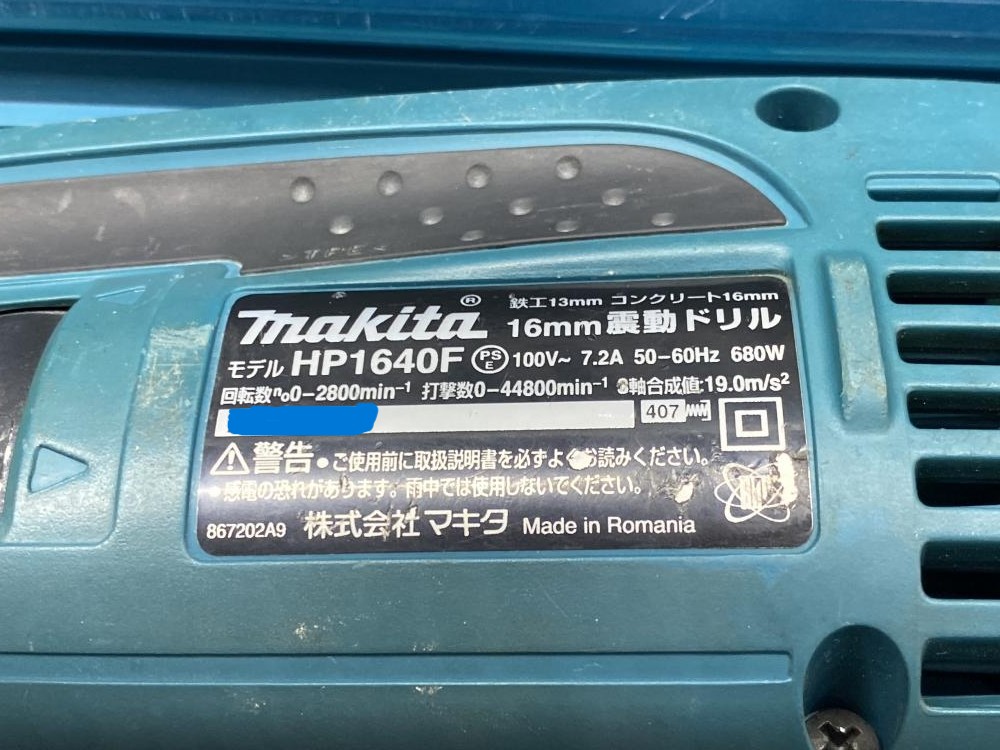 makita®
鉄工13mm コンクリート16mm
16mm震動ドリル
モデル HP1640F PSE 100V~ 7.2A 50-60Hz 680W
回転数n₀0-2800min⁻¹ 打撃数0-44800min⁻¹ 3軸合成値:19.0m/s²
407
⚠警告 •ご使用前に取扱説明書を必ずよくお読みください。
•感電の恐れがあります。雨中では使用しないでください。
867202A9 株式会社マキタ Made in Romania